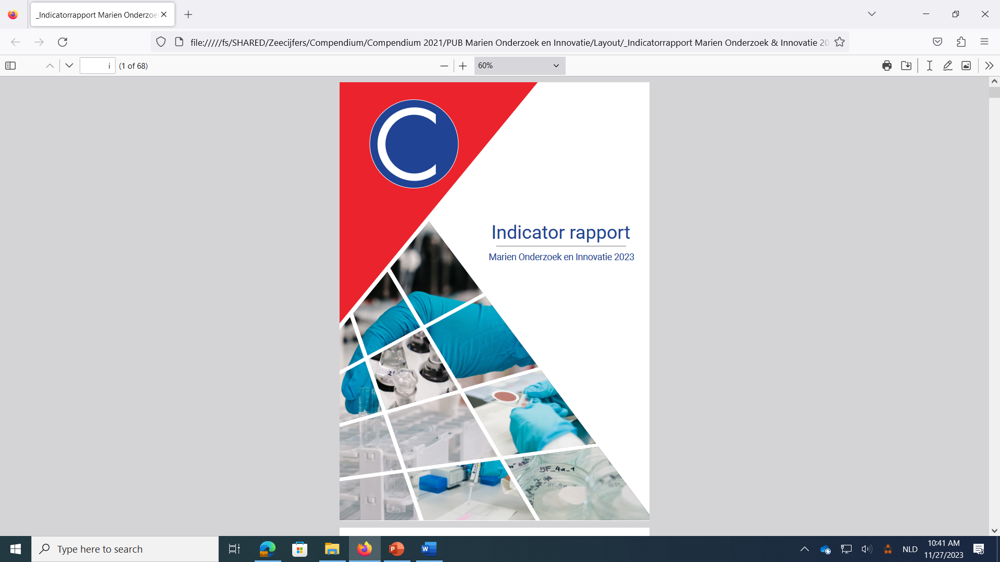 _Indicatorrapport Marien Onderzoe
file://///fs/SHARED/Zeecijfers/Compendium/Compendium 2021/PUB Marien Onderzoek en Innovatie/Layout/_Indicatorrapport Marien Onderzoek & Innovatie 20
i (1 of 68)
60%
C
Indicator rapport
Marien Onderzoek en Innovatie 2023
BF_4a_1
Type here to search
NLD
10:41 AM
11/27/2023